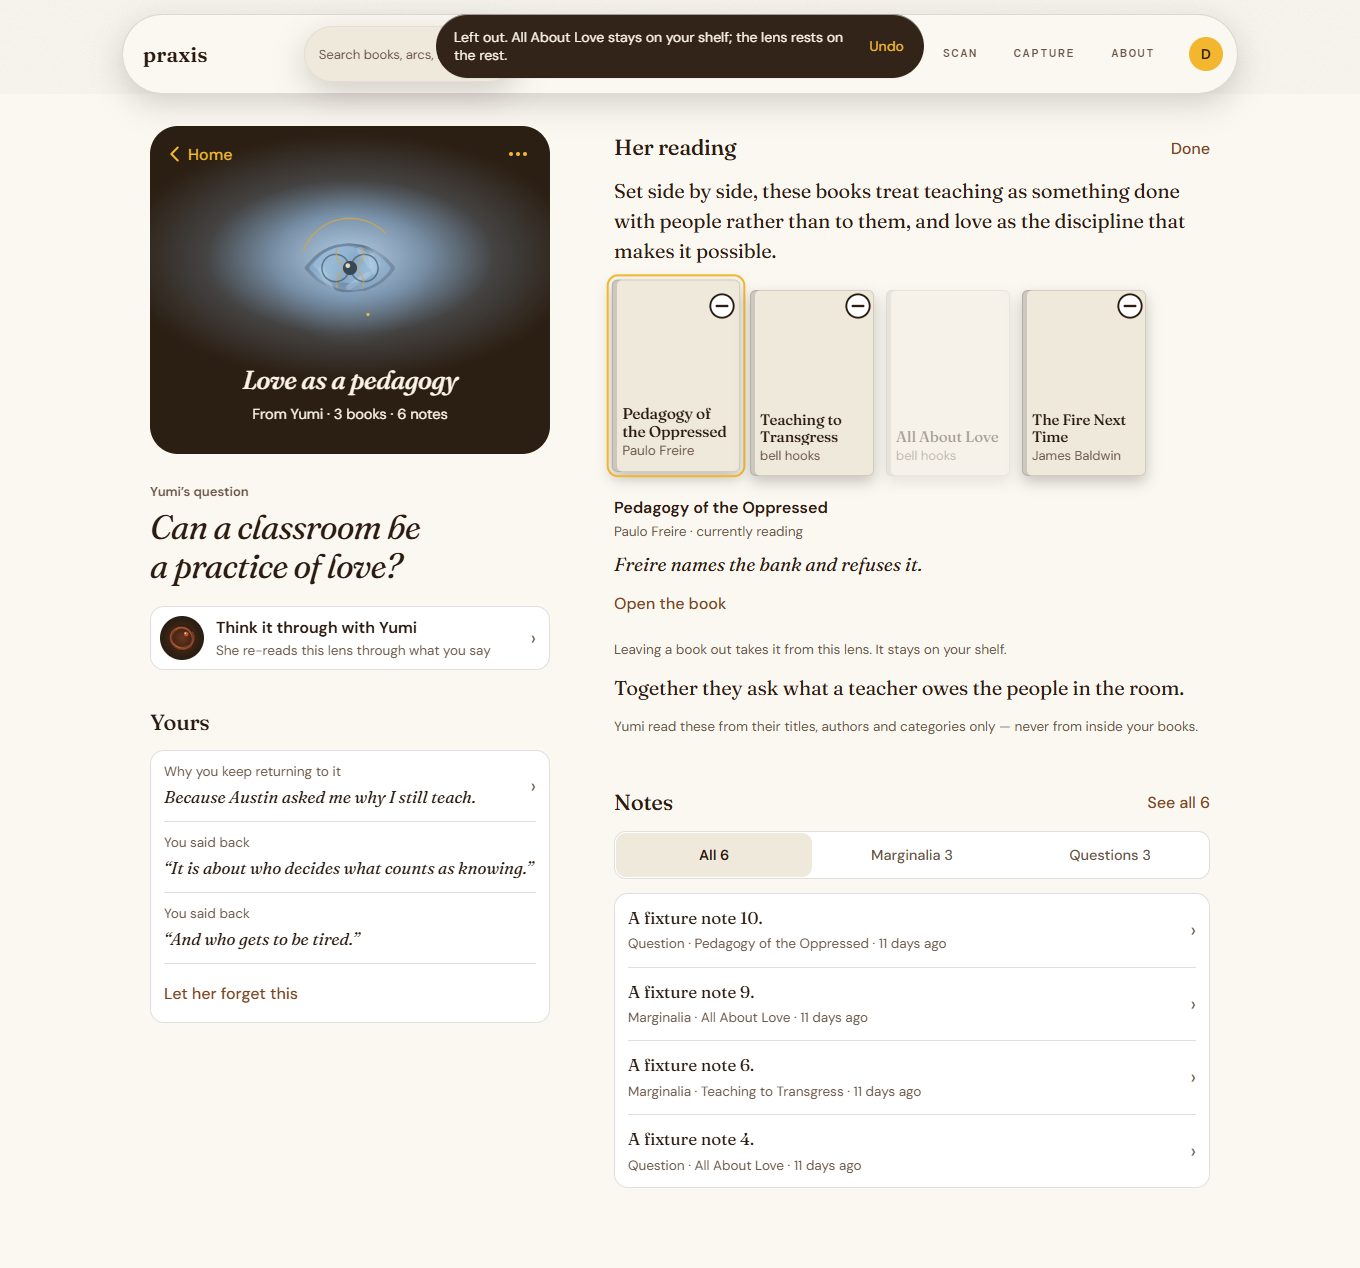 praxis
Search books, arcs,
Left out. All About Love stays on your shelf; the lens rests on
the rest.
Undo
SCAN
CAPTURE
ABOUT
D
Home
Love as a pedagogy
From Yumi · 3 books · 6 notes
Yumi’s question
Can a classroom be
a practice of love?
Think it through with Yumi
She re-reads this lens through what you say
Yours
Why you keep returning to it
Because Austin asked me why I still teach.
You said back
“It is about who decides what counts as knowing.”
You said back
“And who gets to be tired.”
Let her forget this
Her reading
Done
Set side by side, these books treat teaching as something done
with people rather than to them, and love as the discipline that
makes it possible.
Pedagogy of
the Oppressed
Paulo Freire
Teaching to
Transgress
bell hooks
All About Love
bell hooks
The Fire Next
Time
James Baldwin
Pedagogy of the Oppressed
Paulo Freire · currently reading
Freire names the bank and refuses it.
Open the book
Leaving a book out takes it from this lens. It stays on your shelf.
Together they ask what a teacher owes the people in the room.
Yumi read these from their titles, authors and categories only — never from inside your books.
Notes
See all 6
All 6
Marginalia 3
Questions 3
A fixture note 10.
Question · Pedagogy of the Oppressed · 11 days ago
A fixture note 9.
Marginalia · All About Love · 11 days ago
A fixture note 6.
Marginalia · Teaching to Transgress · 11 days ago
A fixture note 4.
Question · All About Love · 11 days ago